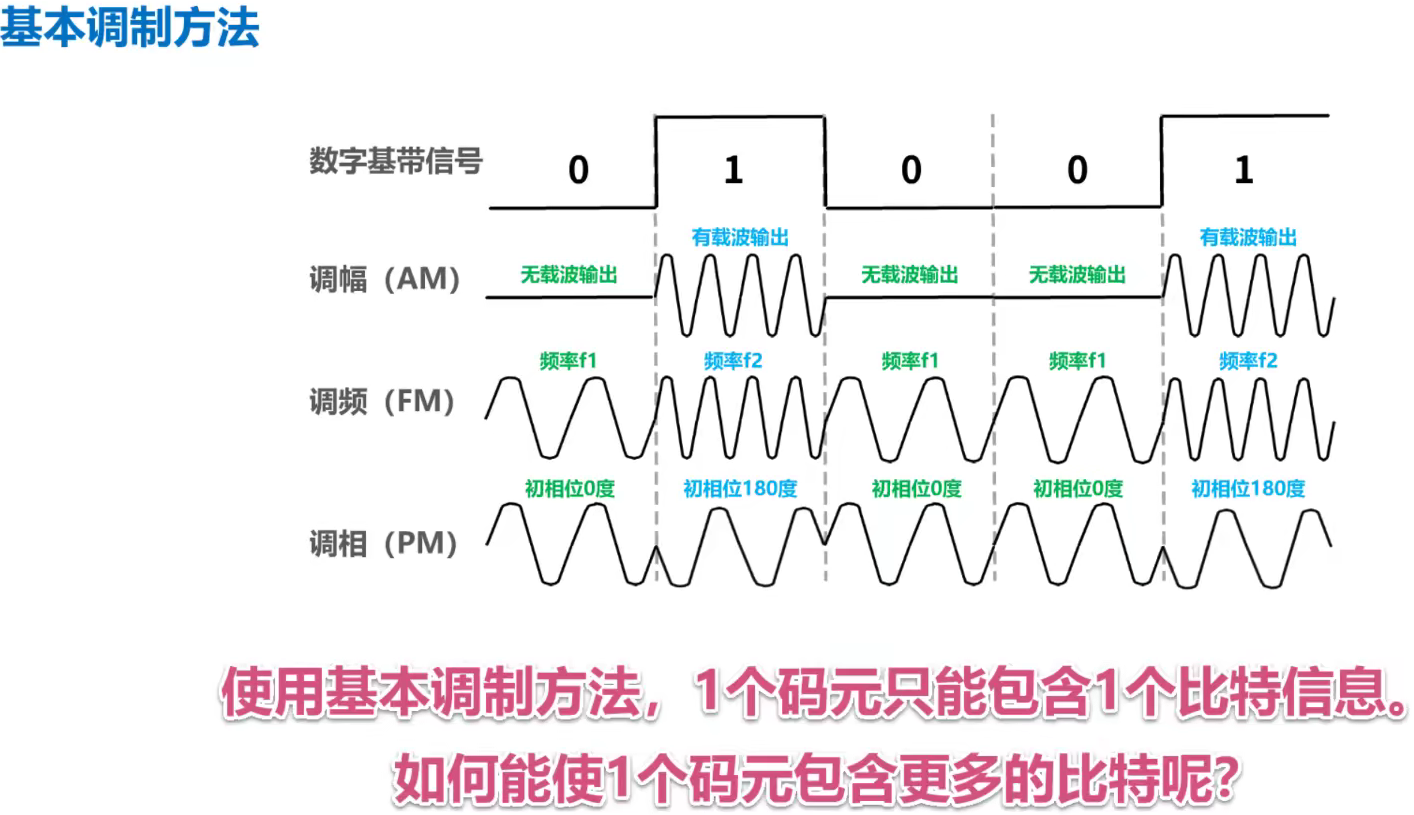 基本调制方法
数字基带信号 0 1 0 0 1
有载波输出 有载波输出
调幅（AM） 无载波输出 无载波输出 无载波输出
频率f1 频率f2 频率f1 频率f1 频率f2
调频（FM）
初相位0度 初相位180度 初相位0度 初相位0度 初相位180度
调相（PM）
使用基本调制方法，1个码元只能包含1个比特信息。
如何能使1个码元包含更多的比特呢？